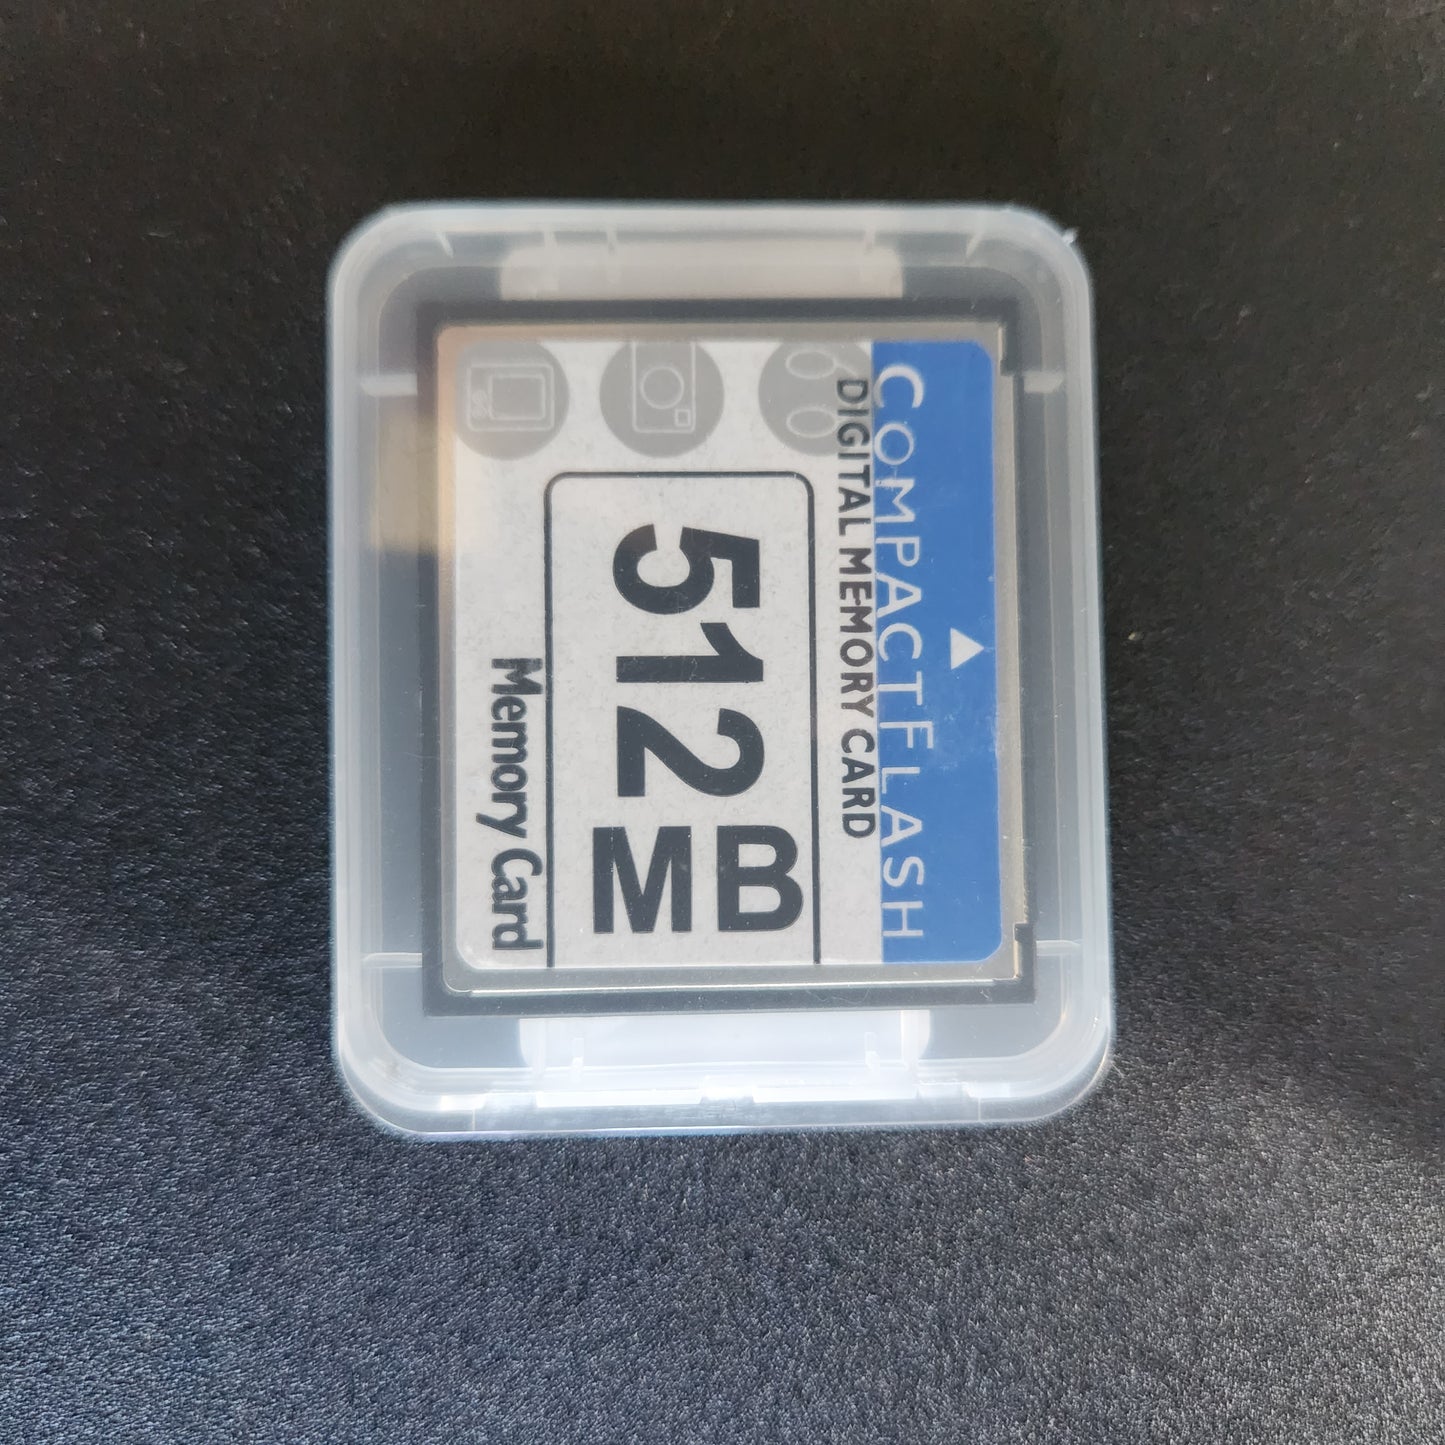 COMPACTFLASH
DIGITAL MEMORY CARD
512
MB
Memory Card